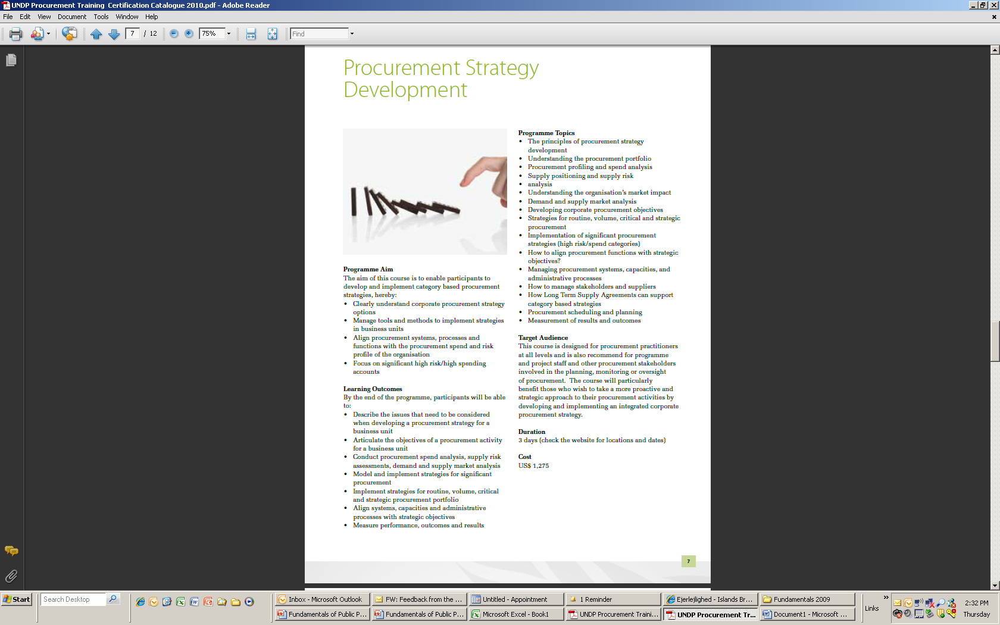 UNDP Procurement Training  Certification Catalogue 2010.pdf - Adobe Reader
File Edit View Document Tools Window Help
7 / 12 75% Find
Procurement Strategy
Development
Programme Aim
The aim of this course is to enable participants to
develop and implement category based procurement
strategies, hereby:
• Clearly understand corporate procurement strategy
options
• Manage tools and methods to implement strategies
in business units
• Align procurement systems, processes and
functions with the procurement spend and risk
profile of the organisation
• Focus on significant high risk/high spending
accounts
Learning Outcomes
By the end of the programme, participants will be able
to:
• Describe the issues that need to be considered
when developing a procurement strategy for a
business unit
• Articulate the objectives of a procurement activity
for a business unit
• Conduct procurement spend analysis, supply risk
assessments, demand and supply market analysis
• Model and implement strategies for significant
procurement
• Implement strategies for routine, volume, critical
and strategic procurement portfolio
• Align systems, capacities and administrative
processes with strategic objectives
• Measure performance, outcomes and results
Programme Topics
• The principles of procurement strategy
development
• Understanding the procurement portfolio
• Procurement profiling and spend analysis
• Supply positioning and supply risk
• analysis
• Understanding the organisation's market impact
• Demand and supply market analysis
• Developing corporate procurement objectives
• Strategies for routine, volume, critical and strategic
procurement
• Implementation of significant procurement
strategies (high risk/spend categories)
• How to align procurement functions with strategic
objectives?
• Managing procurement systems, capacities, and
administrative processes
• How to manage stakeholders and suppliers
• How Long Term Supply Agreements can support
category based strategies
• Procurement scheduling and planning
• Measurement of results and outcomes
Target Audience
This course is designed for procurement practitioners
at all levels and is also recommend for programme
and project staff and other procurement stakeholders
involved in the planning, monitoring or oversight
of procurement.  The course will particularly
benefit those who wish to take a more proactive and
strategic approach to their procurement activities by
developing and implementing an integrated corporate
procurement strategy.
Duration
3 days (check the website for locations and dates)
Cost
US$ 1,275
7
Start Search Desktop
Inbox - Microsoft Outlook
FW: Feedback from the ...
Untitled - Appointment
1 Reminder
Ejerlejlighed - Islands Br...
Fundamentals 2009
Fundamentals of Public P...
Fundamentals of Public P...
Microsoft Excel - Book1
UNDP Procurement Traini...
UNDP Procurement Tr...
Document1 - Microsoft ...
Links »
2:32 PM
Thursday